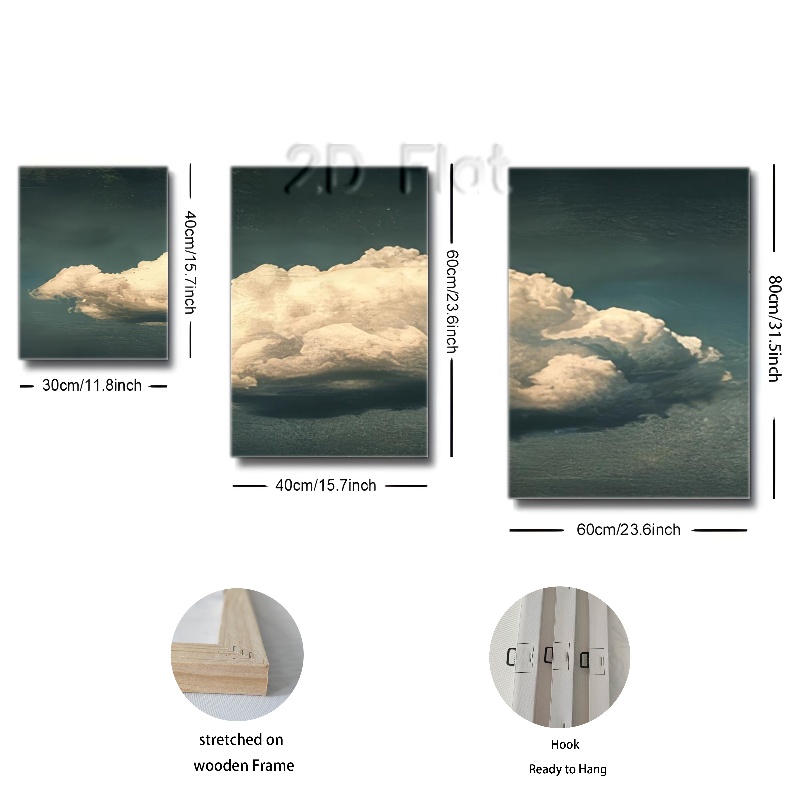 2D Flat
40cm/15.7inch
60cm/23.6inch
80cm/31.5inch
30cm/11.8inch
40cm/15.7inch
60cm/23.6inch
stretched on
wooden Frame
Hook
Ready to Hang